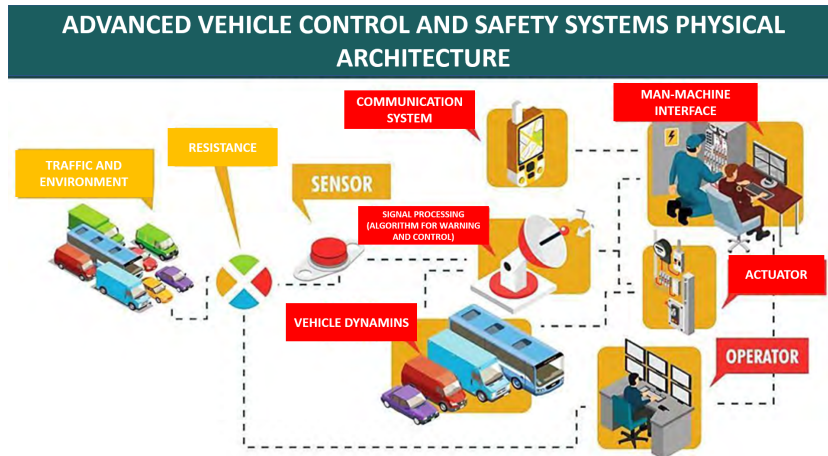 ADVANCED VEHICLE CONTROL AND SAFETY SYSTEMS PHYSICAL
ARCHITECTURE
COMMUNICATION
SYSTEM
MAN-MACHINE
INTERFACE
RESISTANCE
TRAFFIC AND
ENVIRONMENT
SENSOR
SIGNAL PROCESSING
(ALGORITHM FOR WARNING
AND CONTROL)
ACTUATOR
VEHICLE DYNAMINS
OPERATOR